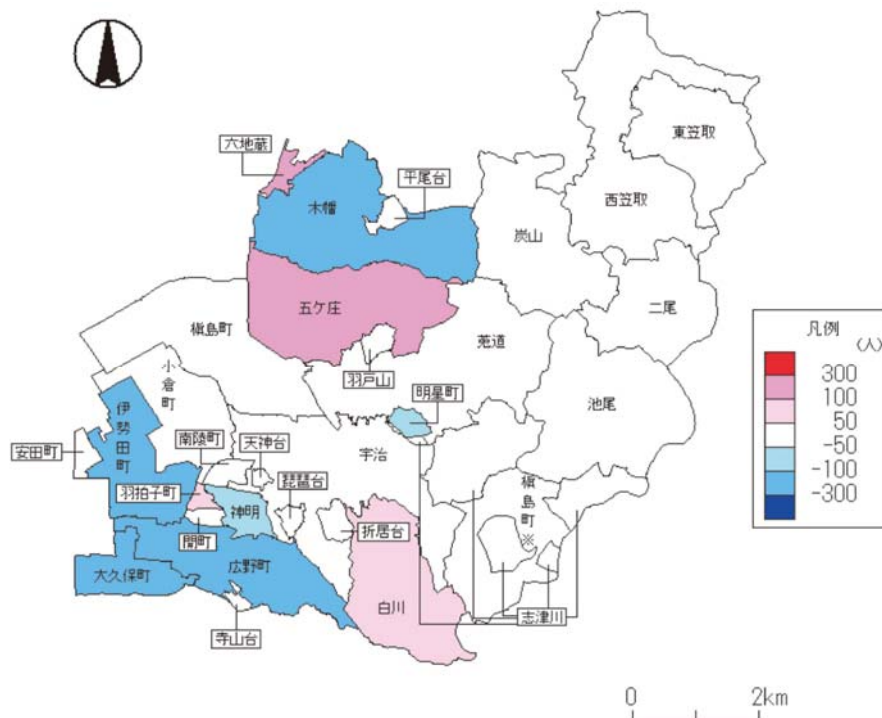 東笠取
六地蔵
平尾台
木幡
西笠取
炭山
五ケ庄
二尾
槇島町
凡例
(人)
莵道
小倉町
羽戸山
300
明星町
100
池尾
伊勢田町
50
南陵町
天神台
-50
安田町
宇治
-100
琵琶台
槇島町※
羽拍子町
-300
神明
開町
折居台
大久保町
広野町
白川
志津川
寺山台
0 2km